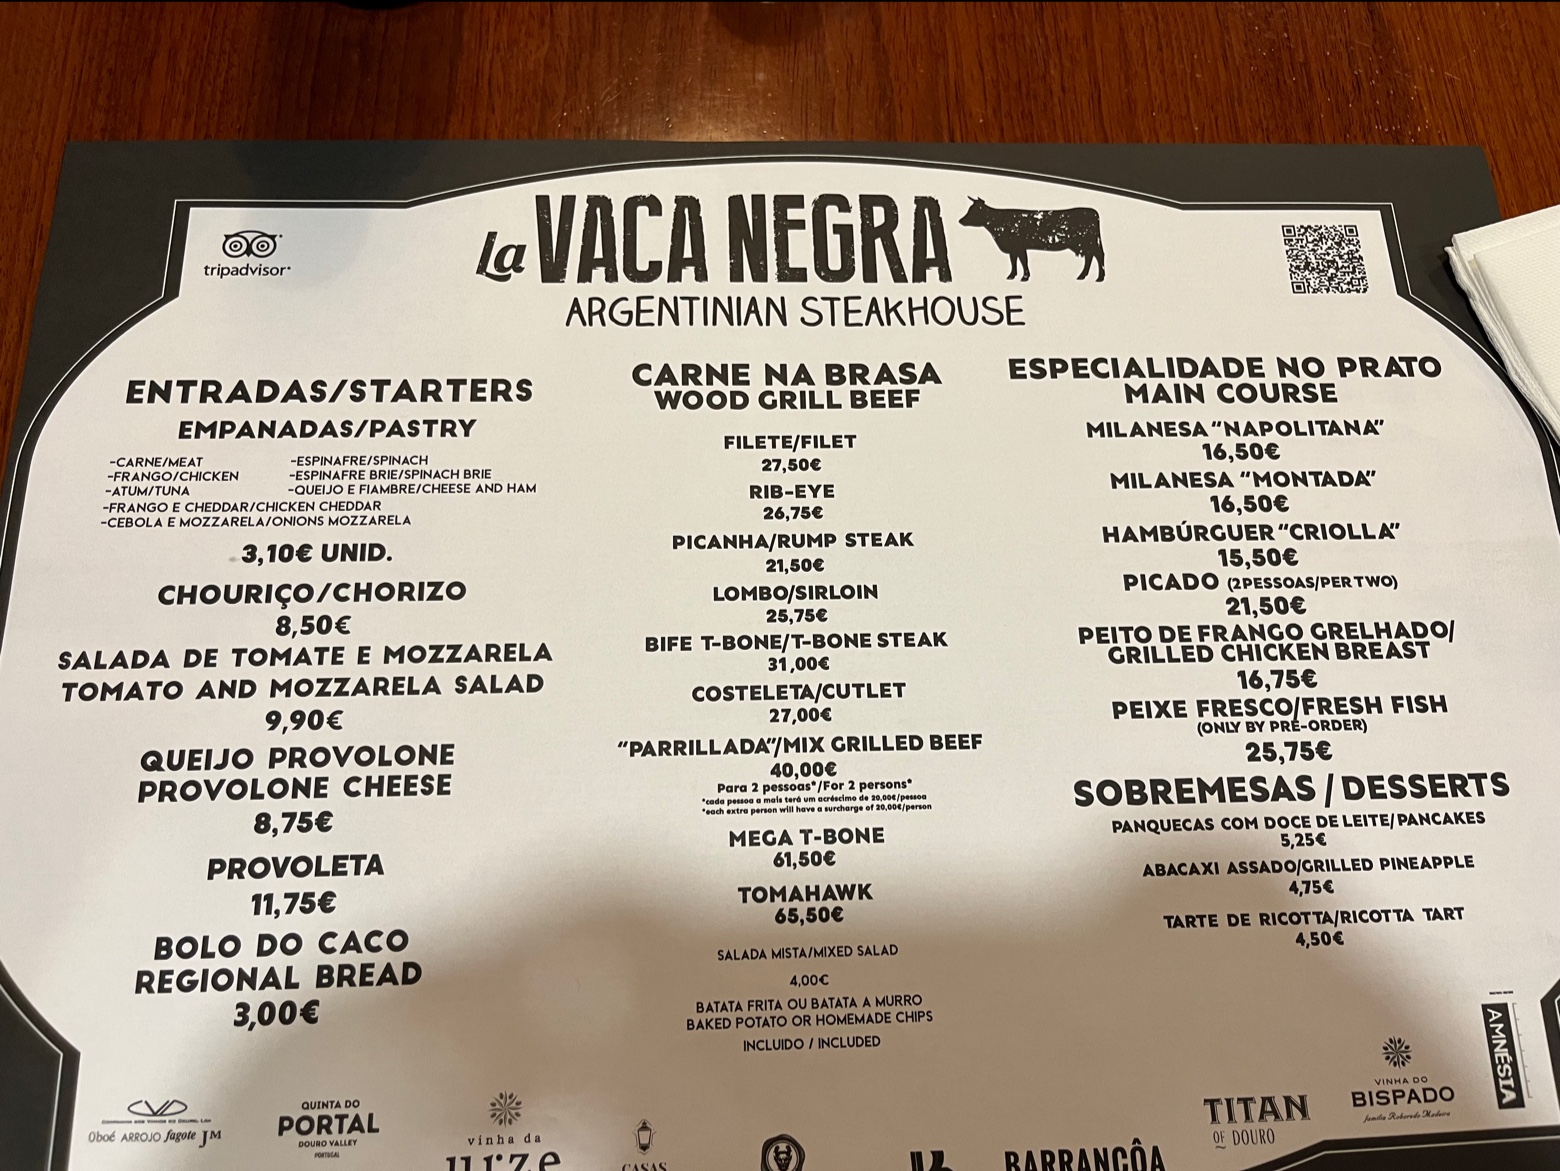 tripadvisor
La VACA NEGRA
ARGENTINIAN STEAKHOUSE
ENTRADAS/STARTERS
EMPANADAS/PASTRY
-CARNE/MEAT
-FRANGO/CHICKEN
-ATUM/TUNA
-ESPINAFRE/SPINACH
-ESPINAFRE BRIE/SPINACH BRIE
-QUEIJO E FIAMBRE/CHEESE AND HAM
-FRANGO E CHEDDAR/CHICKEN CHEDDAR
-CEBOLA E MOZZARELA/ONIONS MOZZARELA
3,10€ UNID.
CHOURIÇO/CHORIZO
8,50€
SALADA DE TOMATE E MOZZARELA
TOMATO AND MOZZARELA SALAD
9,90€
QUEIJO PROVOLONE
PROVOLONE CHEESE
8,75€
PROVOLETA
11,75€
BOLO DO CACO
REGIONAL BREAD
3,00€
CARNE NA BRASA
WOOD GRILL BEEF
FILETE/FILET
27,50€
RIB-EYE
26,75€
PICANHA/RUMP STEAK
21,50€
LOMBO/SIRLOIN
25,75€
BIFE T-BONE/T-BONE STEAK
31,00€
COSTELETA/CUTLET
27,00€
"PARRILLADA"/MIX GRILLED BEEF
40,00€
Para 2 pessoas*/For 2 persons*
*cada pessoa a mais terá um acréscimo de 20,00€/pessoa
*each extra person will have a surcharge of 20,00€/person
MEGA T-BONE
61,50€
TOMAHAWK
65,50€
SALADA MISTA/MIXED SALAD
4,00€
BATATA FRITA OU BATATA A MURRO
BAKED POTATO OR HOMEMADE CHIPS
INCLUIDO / INCLUDED
ESPECIALIDADE NO PRATO
MAIN COURSE
MILANESA "NAPOLITANA"
16,50€
MILANESA "MONTADA"
16,50€
HAMBÚRGUER "CRIOLLA"
15,50€
PICADO (2PESSOAS/PER TWO)
21,50€
PEITO DE FRANGO GRELHADO/
GRILLED CHICKEN BREAST
16,75€
PEIXE FRESCO/FRESH FISH
(ONLY BY PRE-ORDER)
25,75€
SOBREMESAS / DESSERTS
PANQUECAS COM DOCE DE LEITE/PANCAKES
5,25€
ABACAXI ASSADO/GRILLED PINEAPPLE
4,75€
TARTE DE RICOTTA/RICOTTA TART
4,50€
CVD
Oboé ARROJO fagote JM
QUINTA DO
PORTAL
DOURO VALLEY
PORTUGAL
vinha da
urze
CASAS
BARRANCÔA
TITAN
OF DOURO
VINHA DO
BISPADO
família Roboredo Madeira
AMNÉSIA